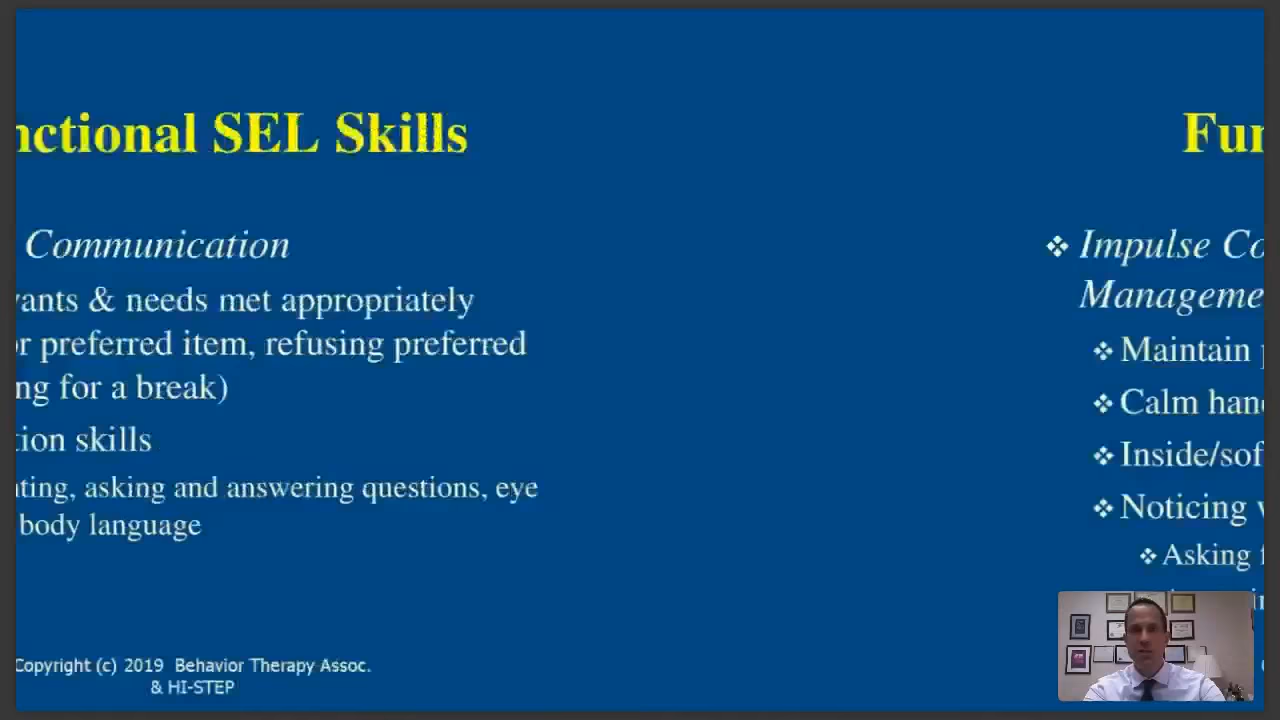 nctional SEL Skills
Communication
vants & needs met appropriately
or preferred item, refusing preferred
ng for a break)
tion skills
ating, asking and answering questions, eye
body language
Copyright (c) 2019 Behavior Therapy Assoc.
& HI-STEP
Fun
❖ Impulse Co
Manageme
❖ Maintain
❖ Calm han
❖ Inside/sof
❖ Noticing
❖ Asking